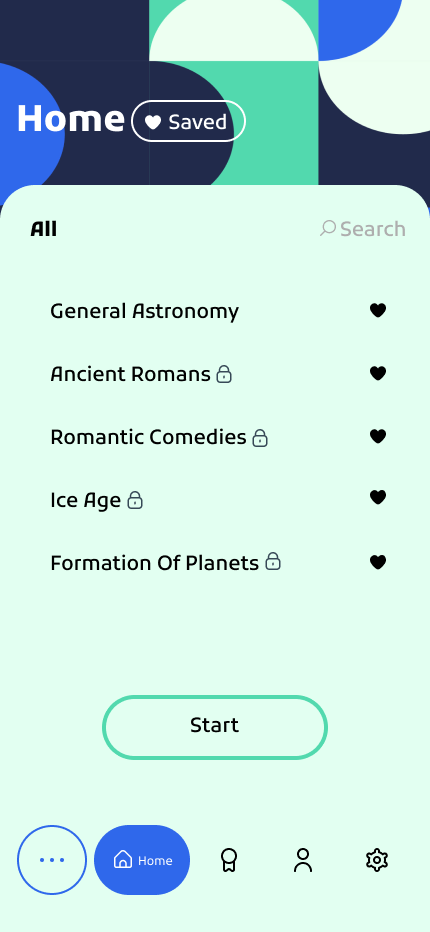 Home Saved
All Search
General Astronomy
Ancient Romans
Romantic Comedies
Ice Age
Formation Of Planets
Start
Home